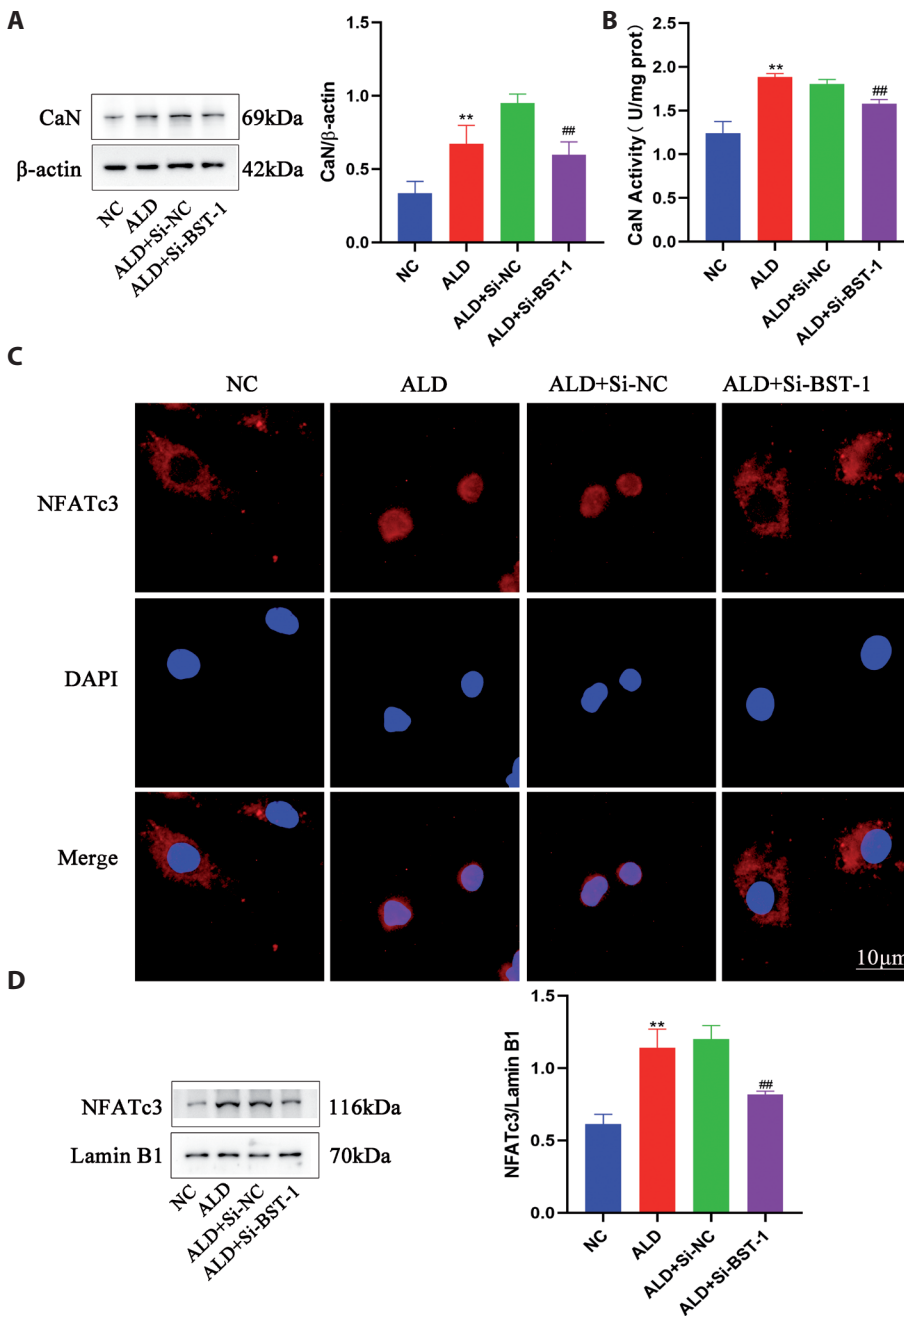 A
CaN
69kDa
β-actin
42kDa
NC
ALD
ALD+Si-NC
ALD+Si-BST-1
CaN/β-actin
1.5
1.0
0.5
0.0
**
##
NC
ALD
ALD+Si-NC
ALD+Si-BST-1
B
CaN Activity( U/mg prot)
2.5
2.0
1.5
1.0
0.5
0.0
**
##
NC
ALD
ALD+Si-NC
ALD+Si-BST-1
C
NC
ALD
ALD+Si-NC
ALD+Si-BST-1
NFATc3
DAPI
Merge
10μm
D
NFATc3
116kDa
Lamin B1
70kDa
NC
ALD
ALD+Si-NC
ALD+Si-BST-1
NFATc3/Lamin B1
1.5
1.0
0.5
0.0
**
##
NC
ALD
ALD+Si-NC
ALD+Si-BST-1